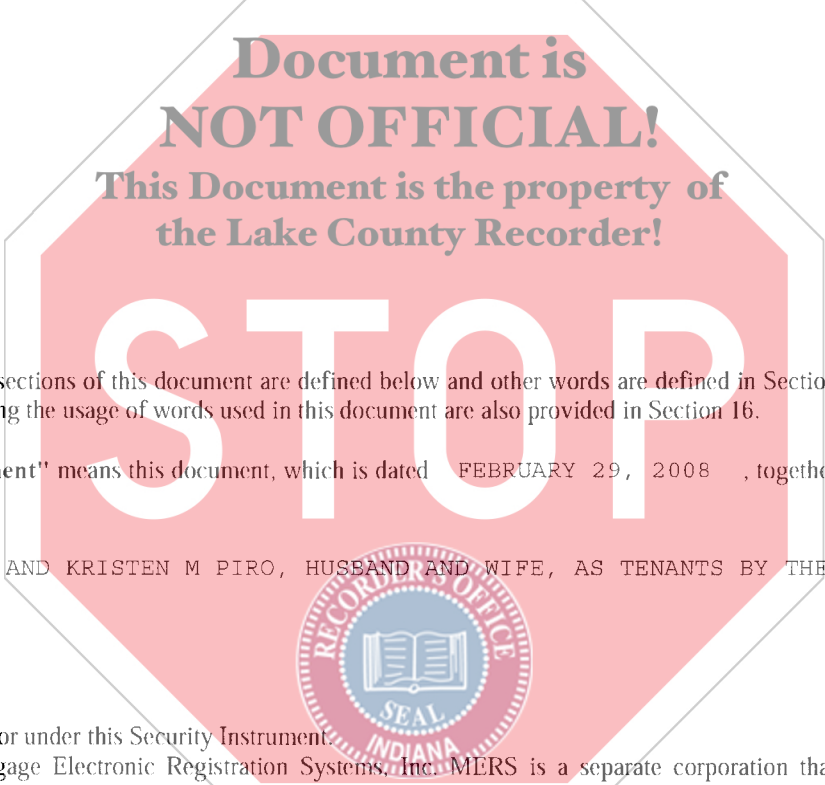 Document is
NOT OFFICIAL!
This Document is the property of
the Lake County Recorder!
STOP
sections of this document are defined below and other words are defined in Sectio
ng the usage of words used in this document are also provided in Section 16.
ent" means this document, which is dated FEBRUARY 29, 2008 , togethe
AND KRISTEN M PIRO, HUSBAND AND WIFE, AS TENANTS BY THE
RECORDER'S OFFICE
SEAL
INDIANA
or under this Security Instrument.
gage Electronic Registration Systems, Inc. MERS is a separate corporation tha